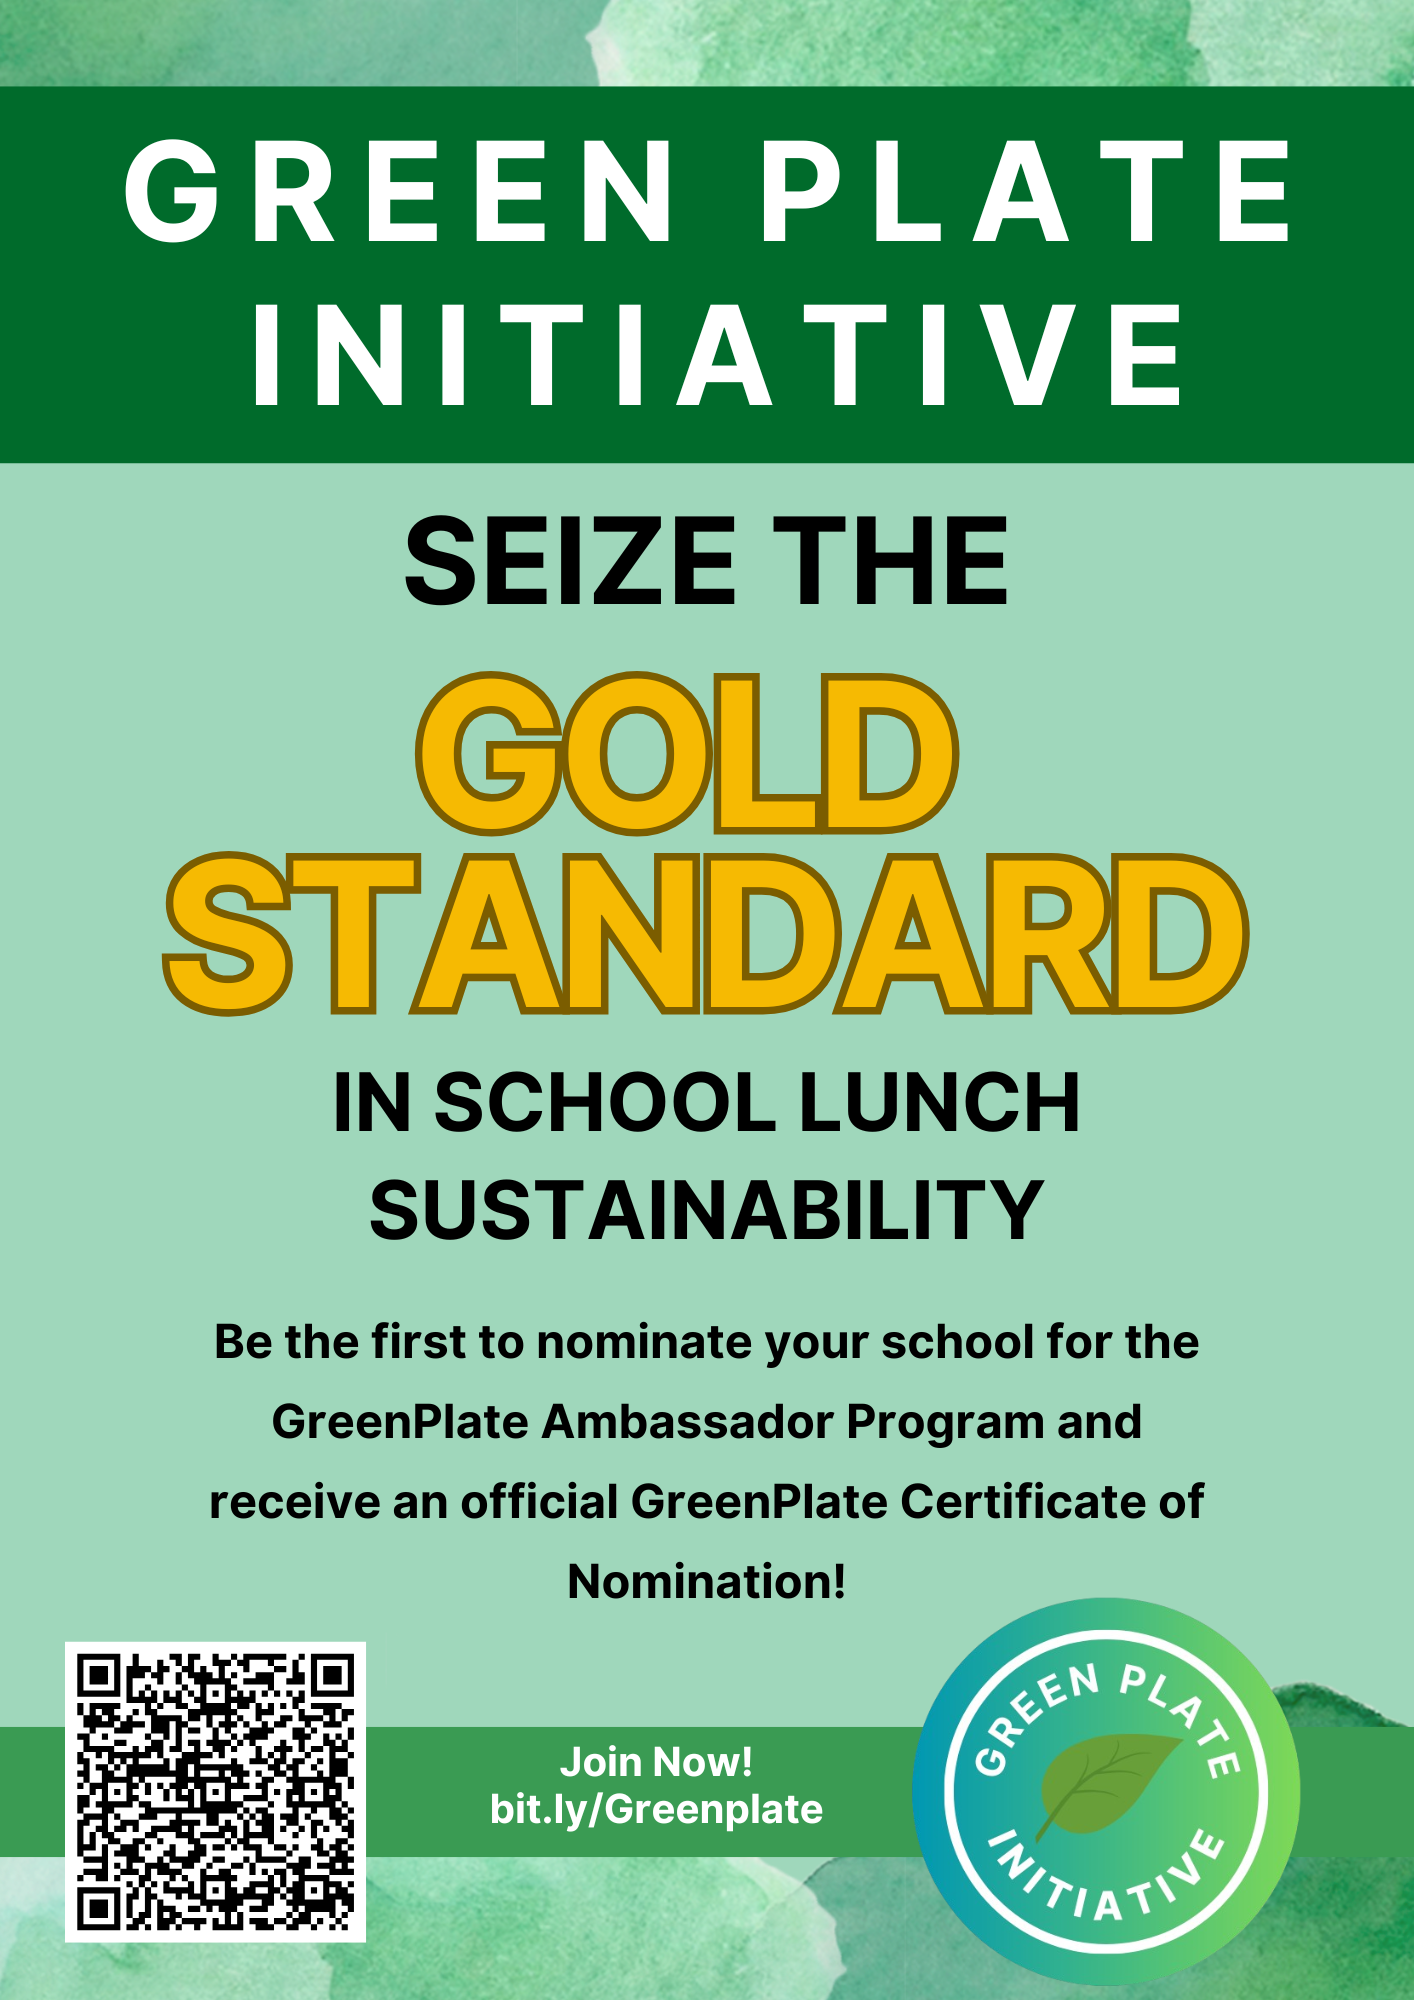 GREEN PLATE
INITIATIVE
SEIZE THE
GOLD
STANDARD
IN SCHOOL LUNCH
SUSTAINABILITY
Be the first to nominate your school for the
GreenPlate Ambassador Program and
receive an official GreenPlate Certificate of
Nomination!
Join Now!
bit.ly/Greenplate
GREEN PLATE
INITIATIVE